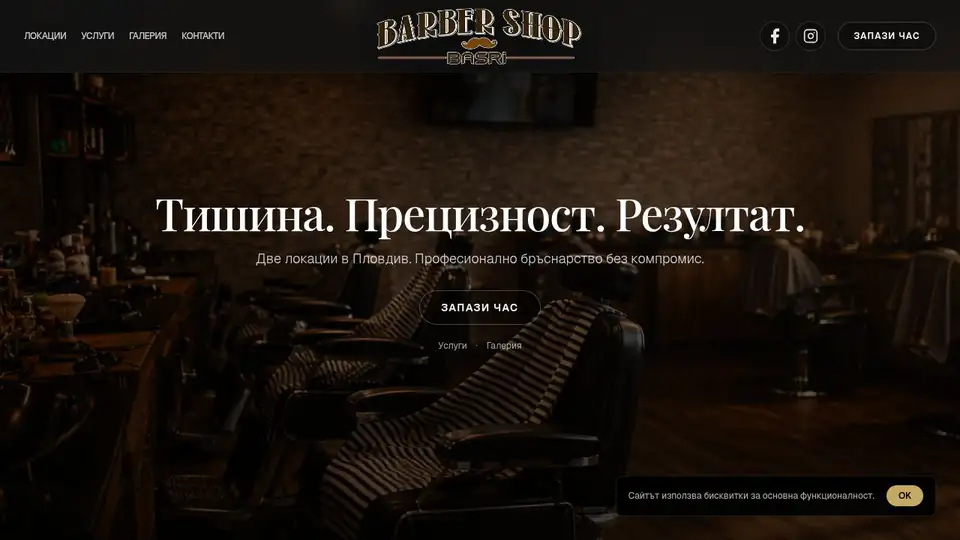 ЛОКАЦИИ УСЛУГИ ГАЛЕРИЯ КОНТАКТИ
BARBER SHOP
BASRi
ЗАПАЗИ ЧАС
Тишина. Прецизност. Резултат.
Две локации в Пловдив. Професионално бръснарство без компромис.
ЗАПАЗИ ЧАС
Услуги · Галерия
Сайтът използва бисквитки за основна функционалност.
OK